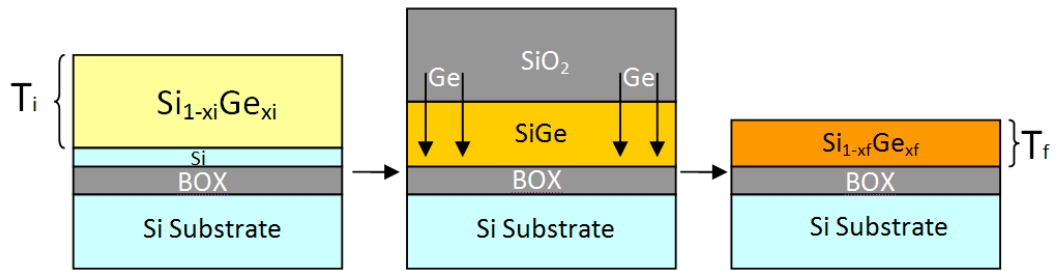 Ti
Si1-xiGexi
Si
BOX
Si Substrate
SiO2
Ge
Ge
SiGe
BOX
Si Substrate
Si1-xfGexf
Tf
BOX
Si Substrate